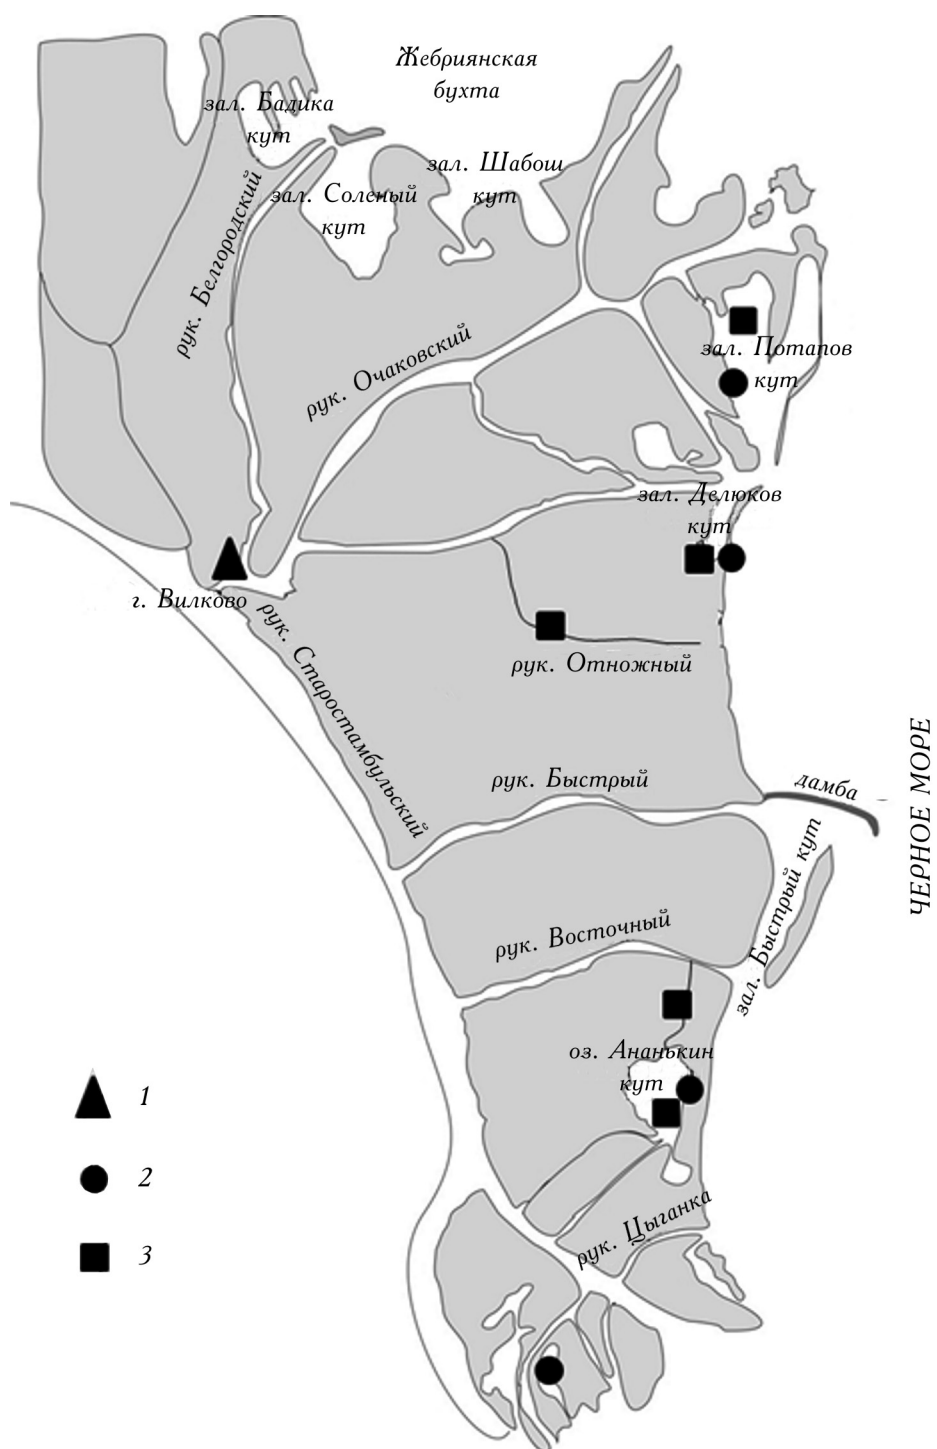 Жебриянская
бухта
зал. Бадика
кут
зал. Шабош
кут
зал. Соленый
кут
рук. Белгородский
рук. Очаковский
зал. Потапов
кут
зал. Делюков
кут
г. Вилково
рук. Старостамбульский
рук. Отножный
рук. Быстрый
дамба
ЧЕРНОЕ МОРЕ
зал. Быстрый кут
рук. Восточный
оз. Ананькин
кут
рук. Цыганка
1
2
3